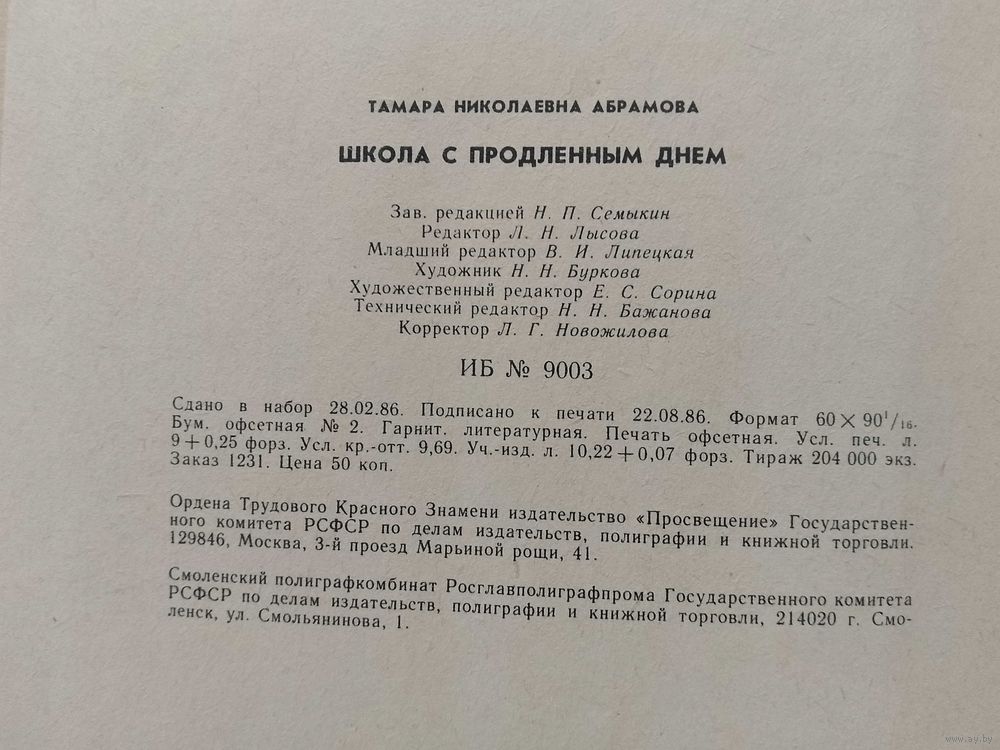 ТАМАРА НИКОЛАЕВНА АБРАМОВА
ШКОЛА С ПРОДЛЕННЫМ ДНЕМ
Зав. редакцией Н. П. Семыкин
Редактор Л. Н. Лысова
Младший редактор В. И. Липецкая
Художник Н. Н. Буркова
Художественный редактор Е. С. Сорина
Технический редактор Н. Н. Бажанова
Корректор Л. Г. Новожилова
ИБ № 9003
Сдано в набор 28.02.86. Подписано к печати 22.08.86. Формат 60×90¹/₁₆.
Бум. офсетная № 2. Гарнит. литературная. Печать офсетная. Усл. печ. л.
9+0,25 форз. Усл. кр.-отт. 9,69. Уч.-изд. л. 10,22+0,07 форз. Тираж 204 000 экз.
Заказ 1231. Цена 50 коп.
Ордена Трудового Красного Знамени издательство «Просвещение» Государствен-
ного комитета РСФСР по делам издательств, полиграфии и книжной торговли.
129846, Москва, 3-й проезд Марьиной рощи, 41.
Смоленский полиграфкомбинат Росглавполиграфпрома Государственного комитета
РСФСР по делам издательств, полиграфии и книжной торговли, 214020 г. Смо-
ленск, ул. Смольянинова, 1.
www.ay.by